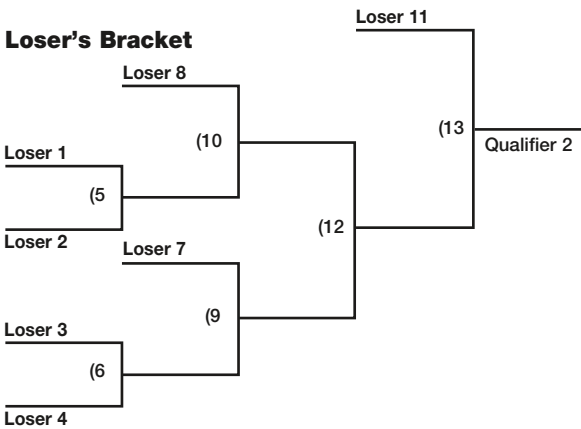 Loser 11
Loser's Bracket
Loser 8
(10
(13
Qualifier 2
Loser 1
(5
(12
Loser 2
Loser 7
(9
Loser 3
(6
Loser 4